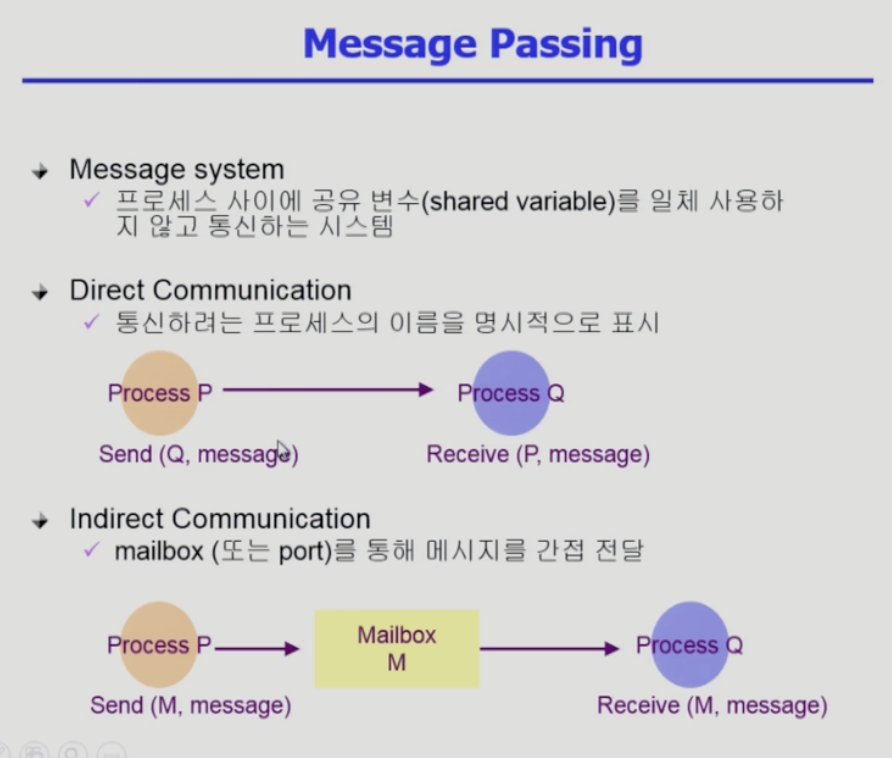 Message Passing
Message system
✓ 프로세스 사이에 공유 변수(shared variable)를 일체 사용하
지 않고 통신하는 시스템
Direct Communication
✓ 통신하려는 프로세스의 이름을 명시적으로 표시
Process P
Process Q
Send (Q, message)
Receive (P, message)
Indirect Communication
✓ mailbox (또는 port)를 통해 메시지를 간접 전달
Process P
Mailbox
M
Process Q
Send (M, message)
Receive (M, message)